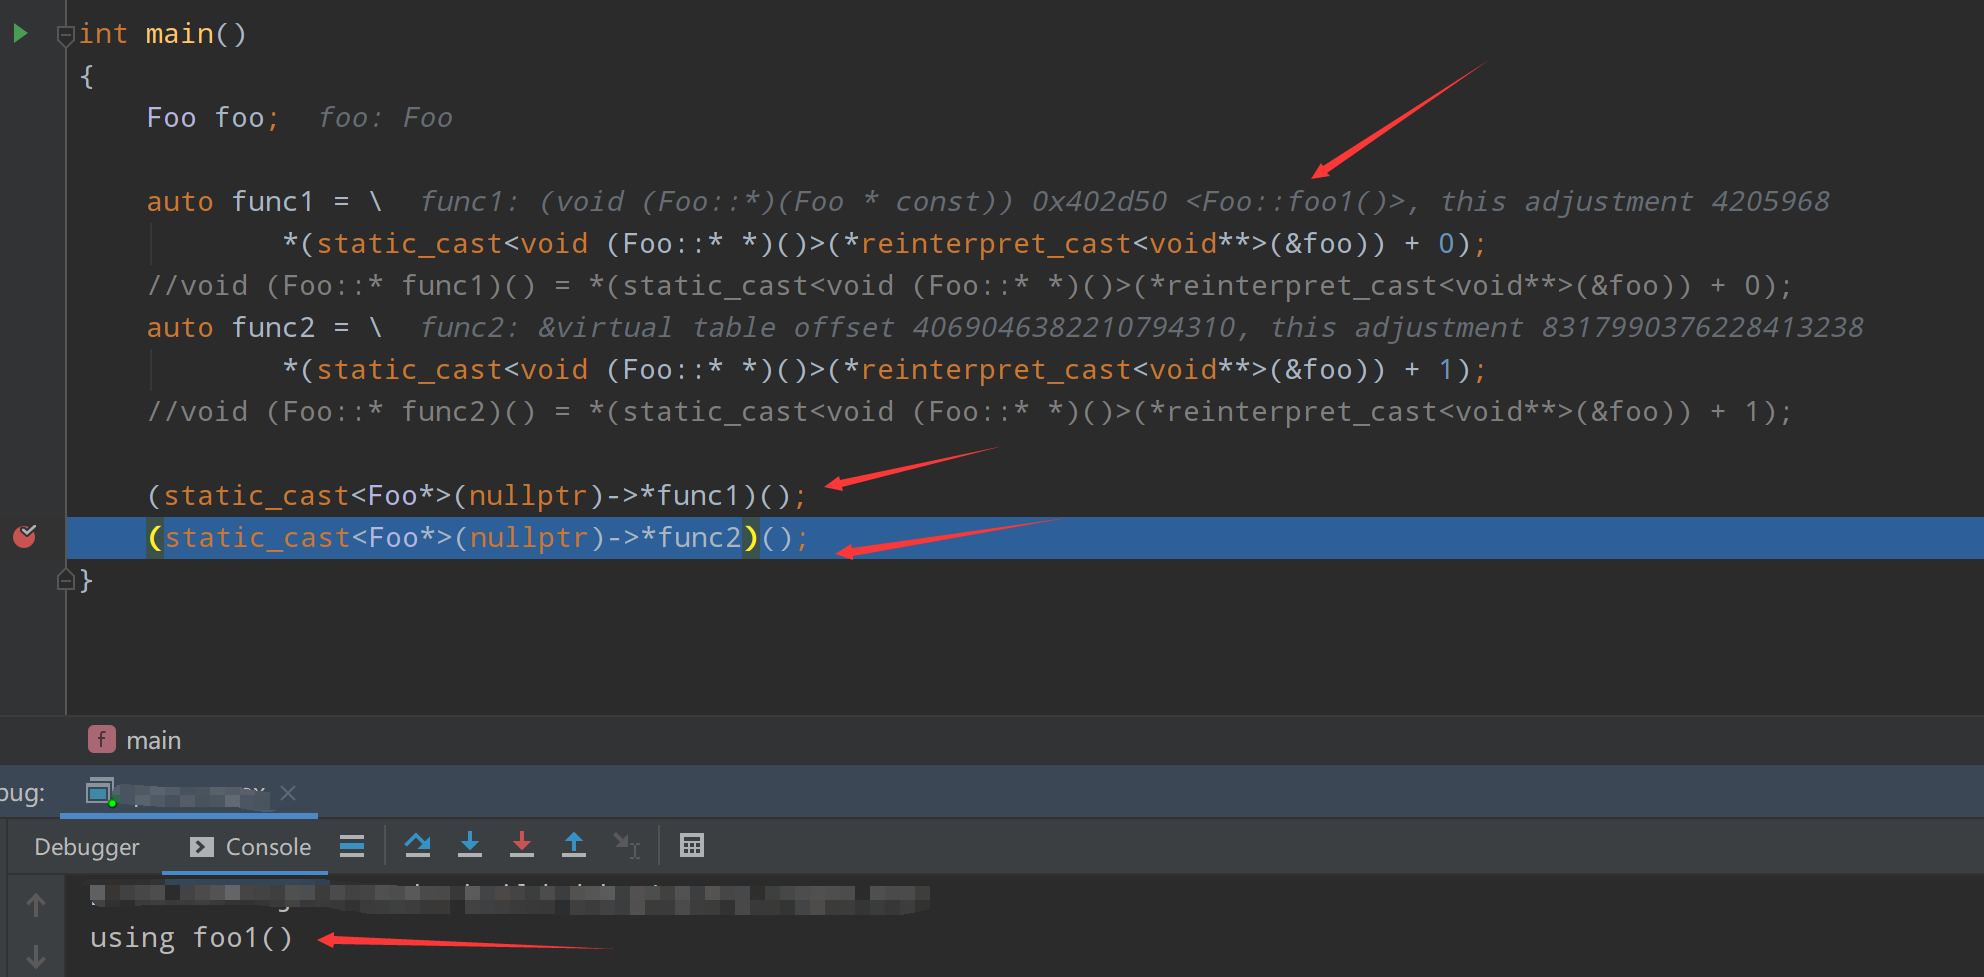 int main()
{
Foo foo; foo: Foo
auto func1 = \ func1: (void (Foo::*)(Foo * const)) 0x402d50 <Foo::foo1()>, this adjustment 4205968
*(static_cast<void (Foo::* *)()>(*reinterpret_cast<void**>(&foo)) + 0);
//void (Foo::* func1)() = *(static_cast<void (Foo::* *)()>(*reinterpret_cast<void**>(&foo)) + 0);
auto func2 = \ func2: &virtual table offset 4069046382210794310, this adjustment 8317990376228413238
*(static_cast<void (Foo::* *)()>(*reinterpret_cast<void**>(&foo)) + 1);
//void (Foo::* func2)() = *(static_cast<void (Foo::* *)()>(*reinterpret_cast<void**>(&foo)) + 1);
(static_cast<Foo*>(nullptr)->*func1)();
(static_cast<Foo*>(nullptr)->*func2)();
}
f main
bug:
Debugger Console
using foo1()